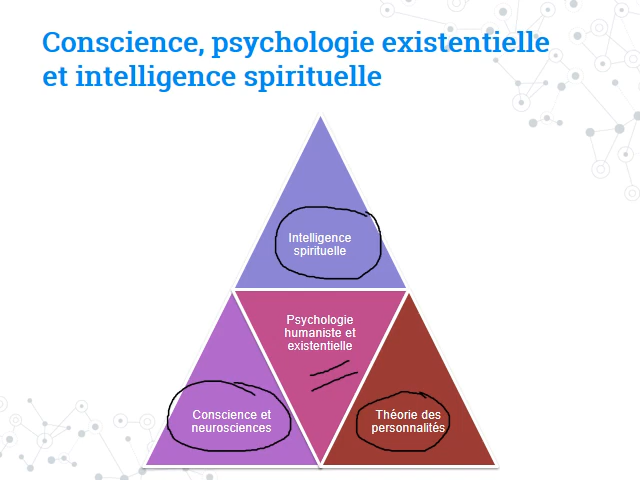 Conscience, psychologie existentielle
et intelligence spirituelle
Intelligence
spirituelle
Psychologie
humaniste et
existentielle
Conscience et
neurosciences
Théorie des
personnalités